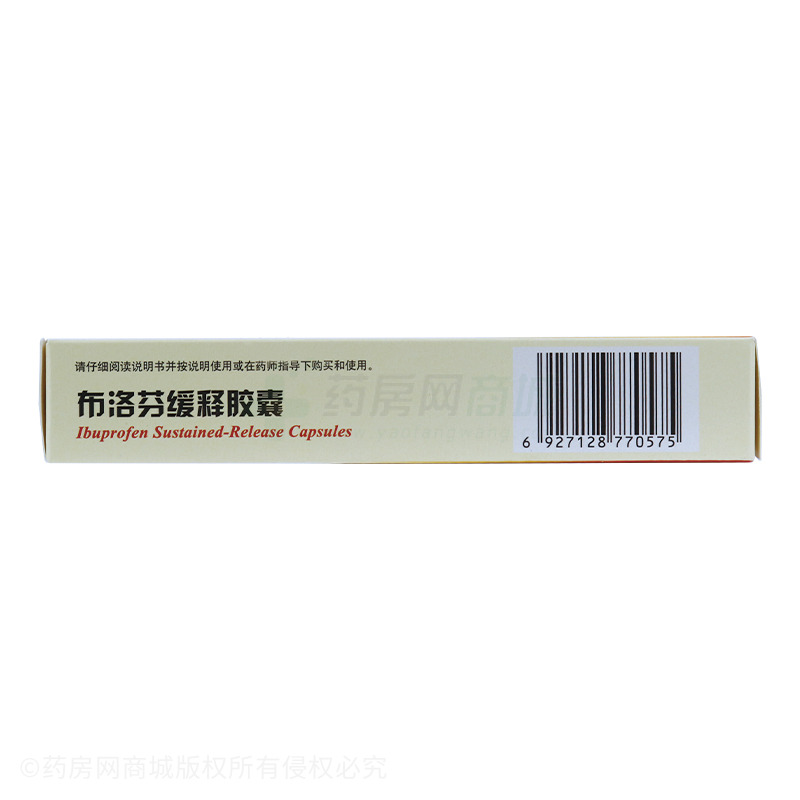 请仔细阅读说明书并按说明使用或在药师指导下购买和使用。
布洛芬缓释胶囊
Ibuprofen Sustained-Release Capsules
药房网商城
6 927128 770575
©药房网商城版权所有侵权必究